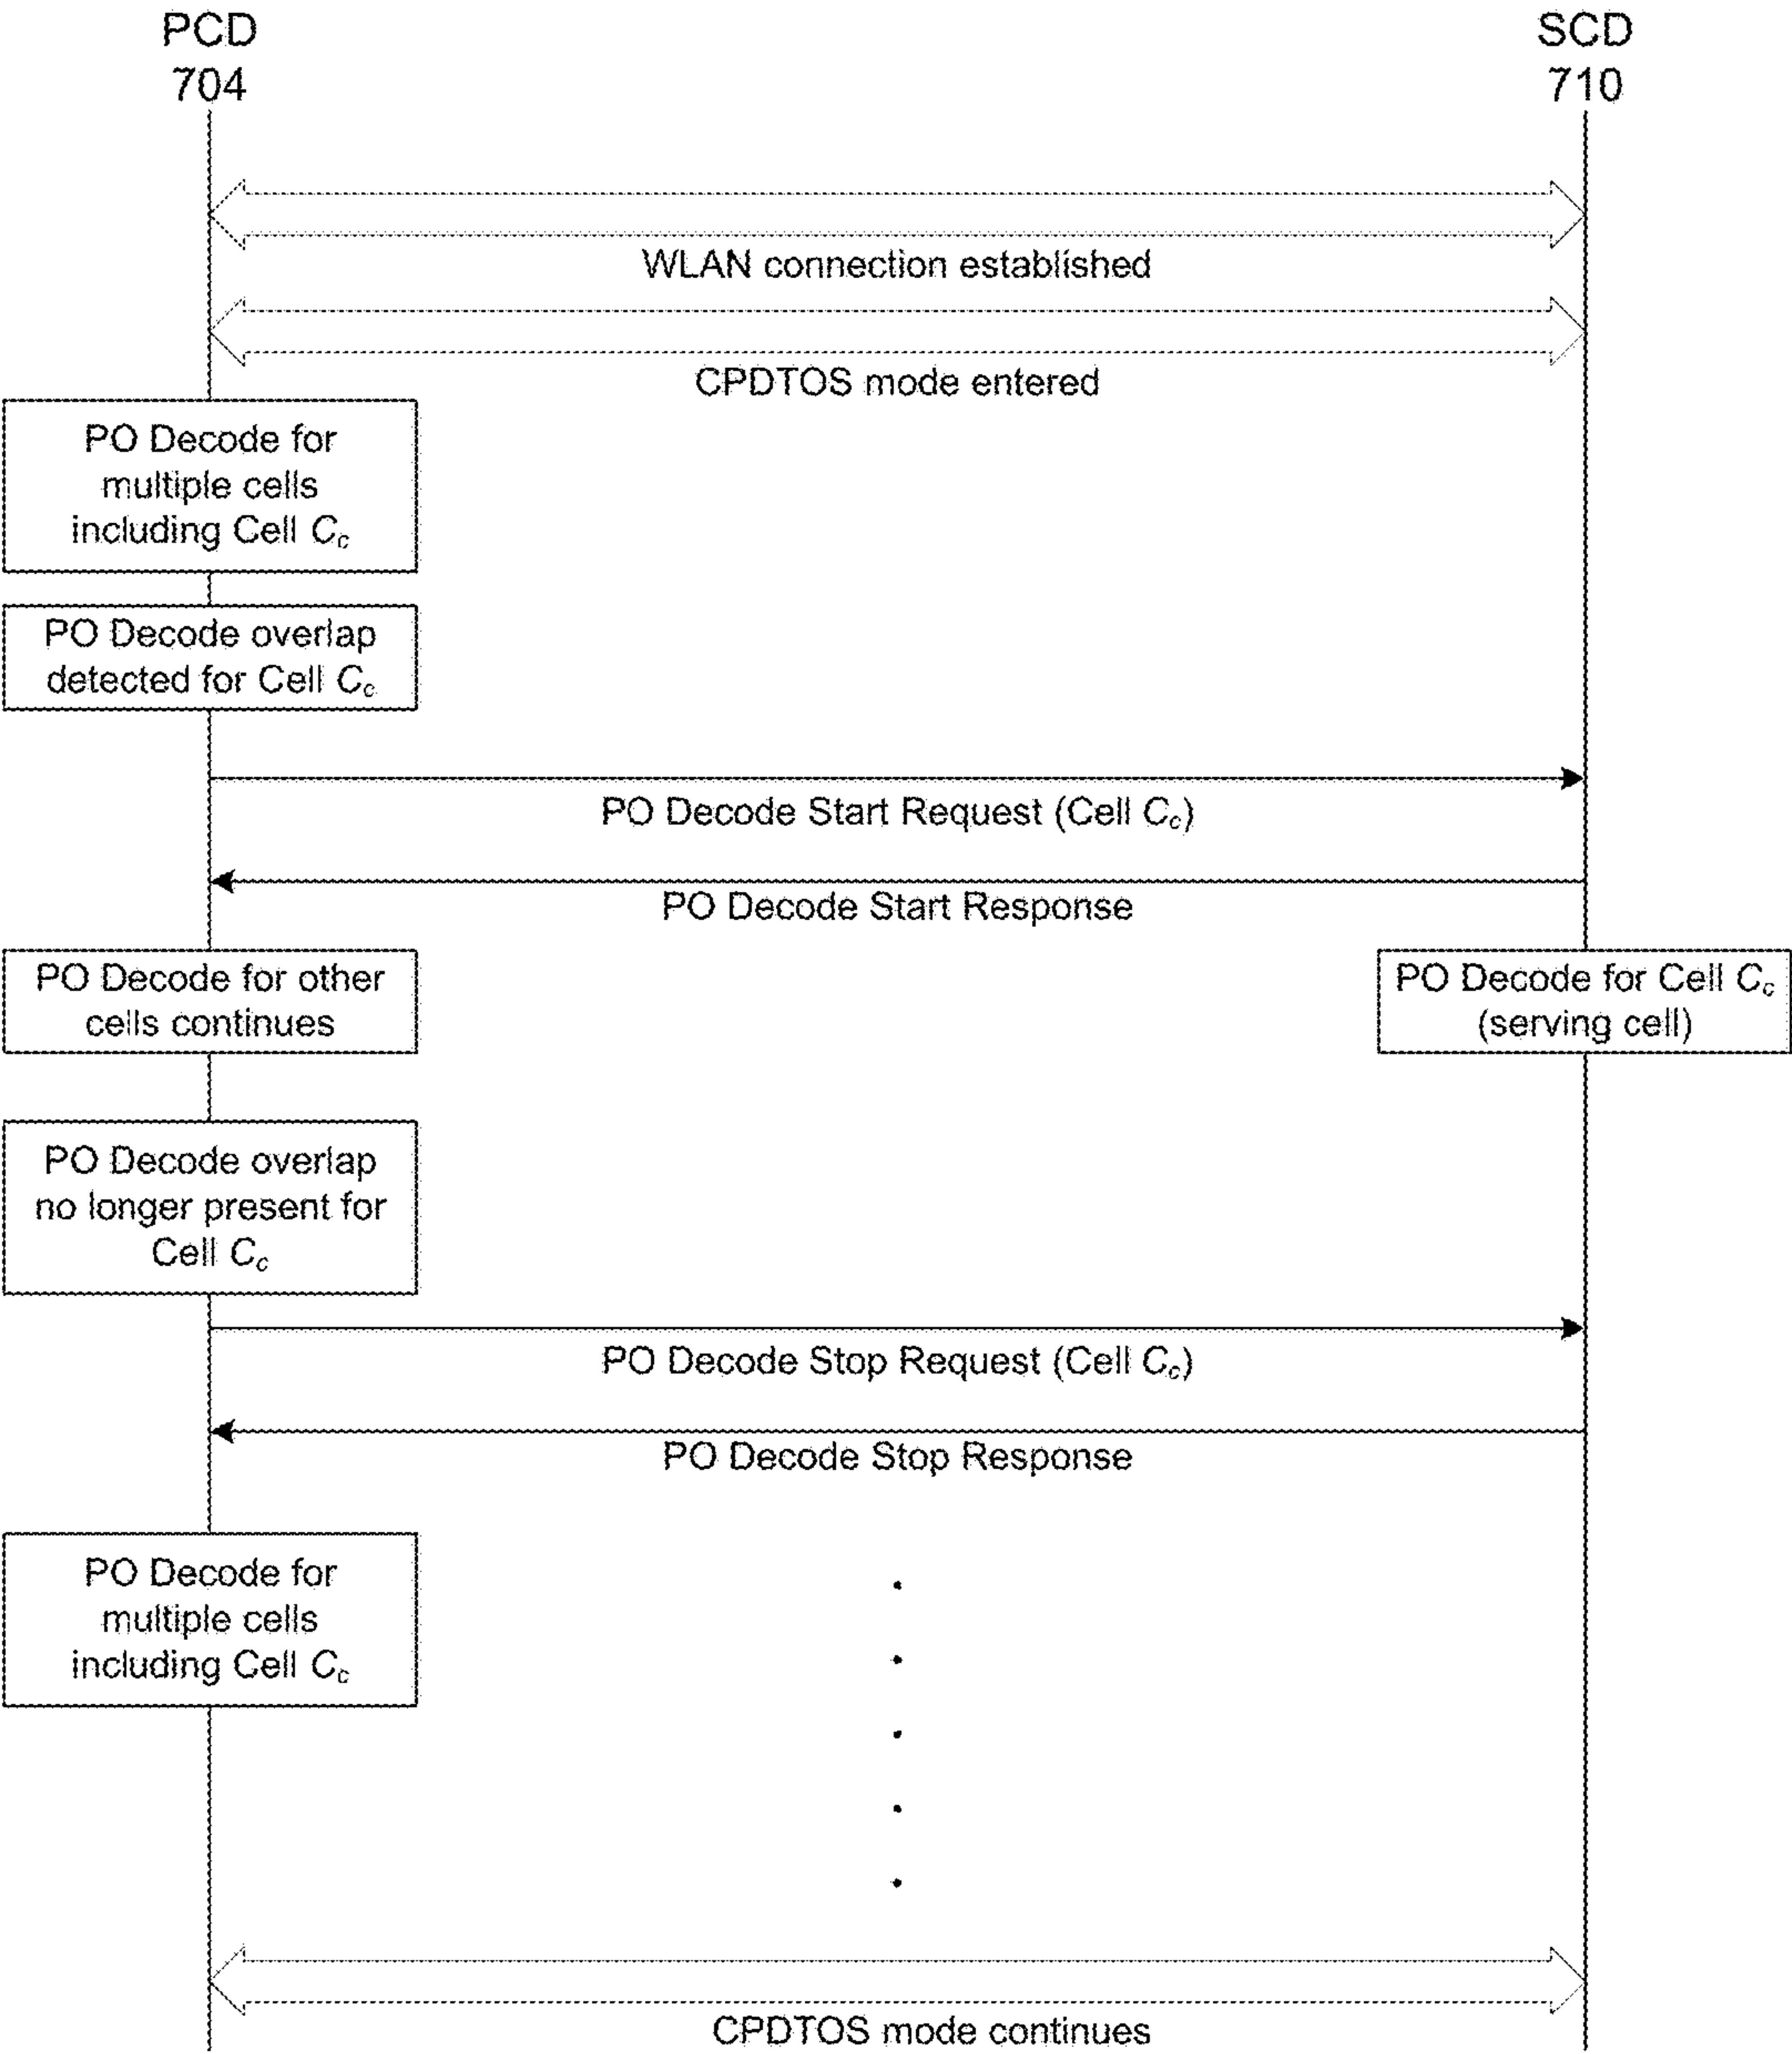 PCD
704
SCD
710
WLAN connection established
CPDTOS mode entered
PO Decode for
multiple cells
including Cell Cc
PO Decode overlap
detected for Cell Cc
PO Decode Start Request (Cell Cc)
PO Decode Start Response
PO Decode for other
cells continues
PO Decode for Cell Cc
(serving cell)
PO Decode overlap
no longer present for
Cell Cc
PO Decode Stop Request (Cell Cc)
PO Decode Stop Response
PO Decode for
multiple cells
including Cell Cc
CPDTOS mode continues